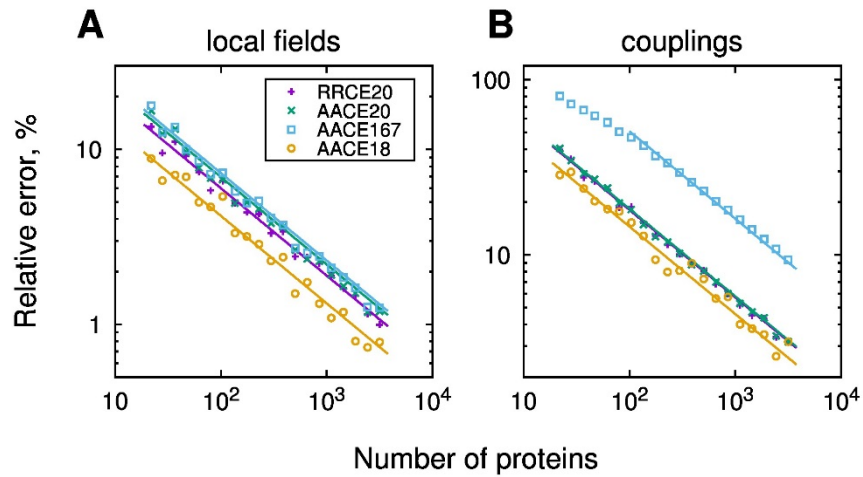 A
local fields
B
couplings
RRCE20
AACE20
AACE167
AACE18
Relative error, %
10
1
10
10²
10³
10⁴
100
10
10
10²
10³
10⁴
Number of proteins